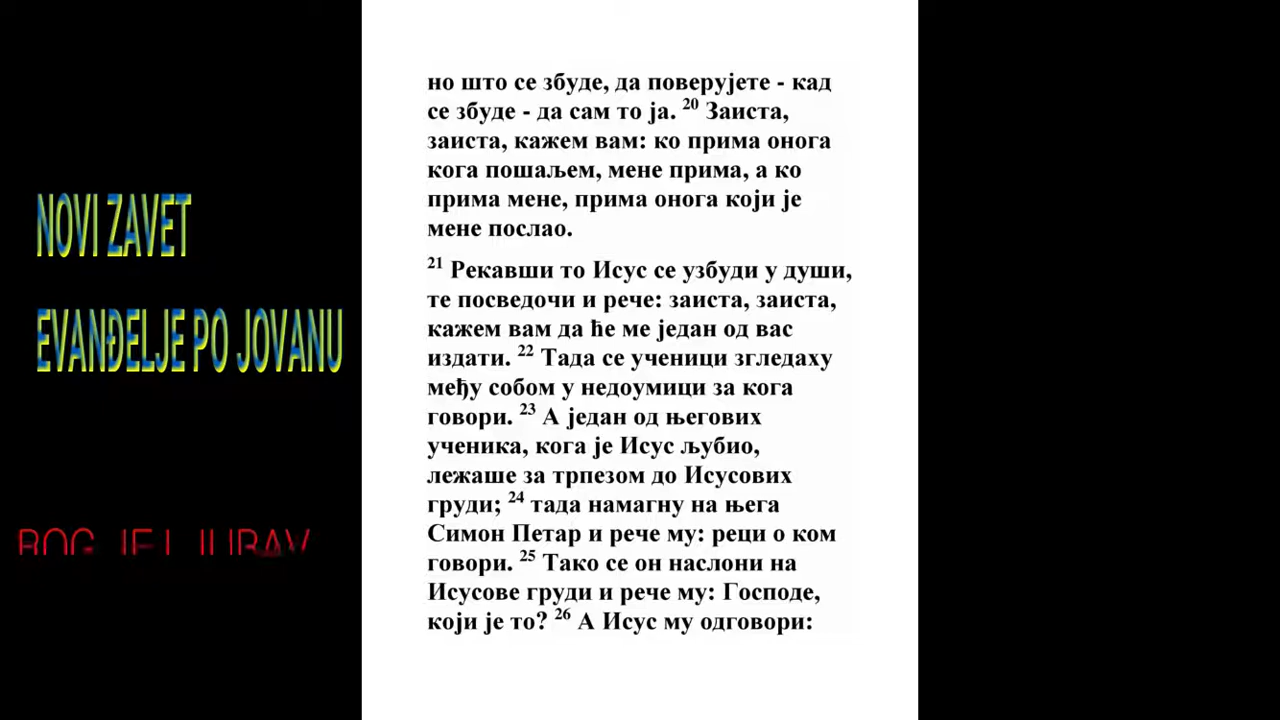 NOVI ZAVET
EVANĐELJE PO JOVANU
BOG JE LJUBAV
но што се збуде, да поверујете - кад
се збуде - да сам то ја. 20 Заиста,
заиста, кажем вам: ко прима онога
кога пошаљем, мене прима, а ко
прима мене, прима онога који је
мене послао.
21 Рекавши то Исус се узбуди у души,
те посведочи и рече: заиста, заиста,
кажем вам да ће ме један од вас
издати. 22 Тада се ученици згледаху
међу собом у недоумици за кога
говори. 23 А један од његових
ученика, кога је Исус љубио,
лежаше за трпезом до Исусових
груди; 24 тада намагну на њега
Симон Петар и рече му: реци о ком
говори. 25 Тако се он наслони на
Исусове груди и рече му: Господе,
који је то? 26 А Исус му одговори: